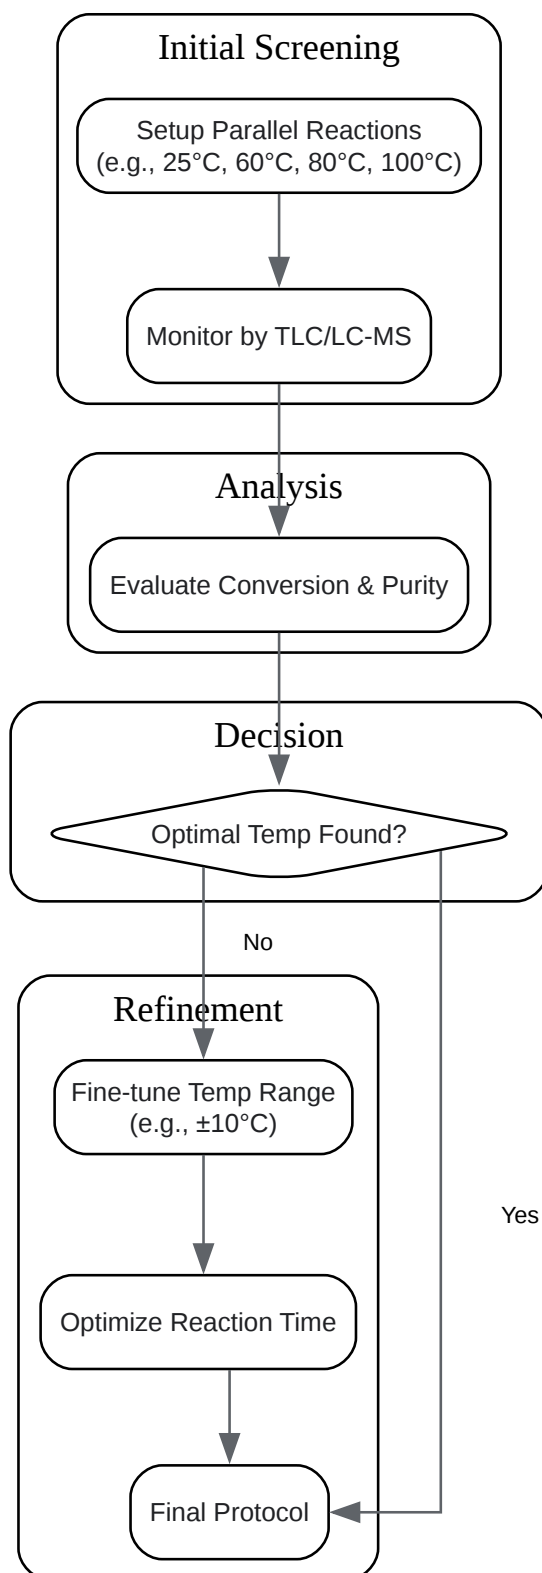 Initial Screening
Setup Parallel Reactions
(e.g., 25°C, 60°C, 80°C, 100°C)
Monitor by TLC/LC-MS
Analysis
Evaluate Conversion & Purity
Decision
Optimal Temp Found?
No
Refinement
Fine-tune Temp Range
(e.g., ±10°C)
Yes
Optimize Reaction Time
Final Protocol